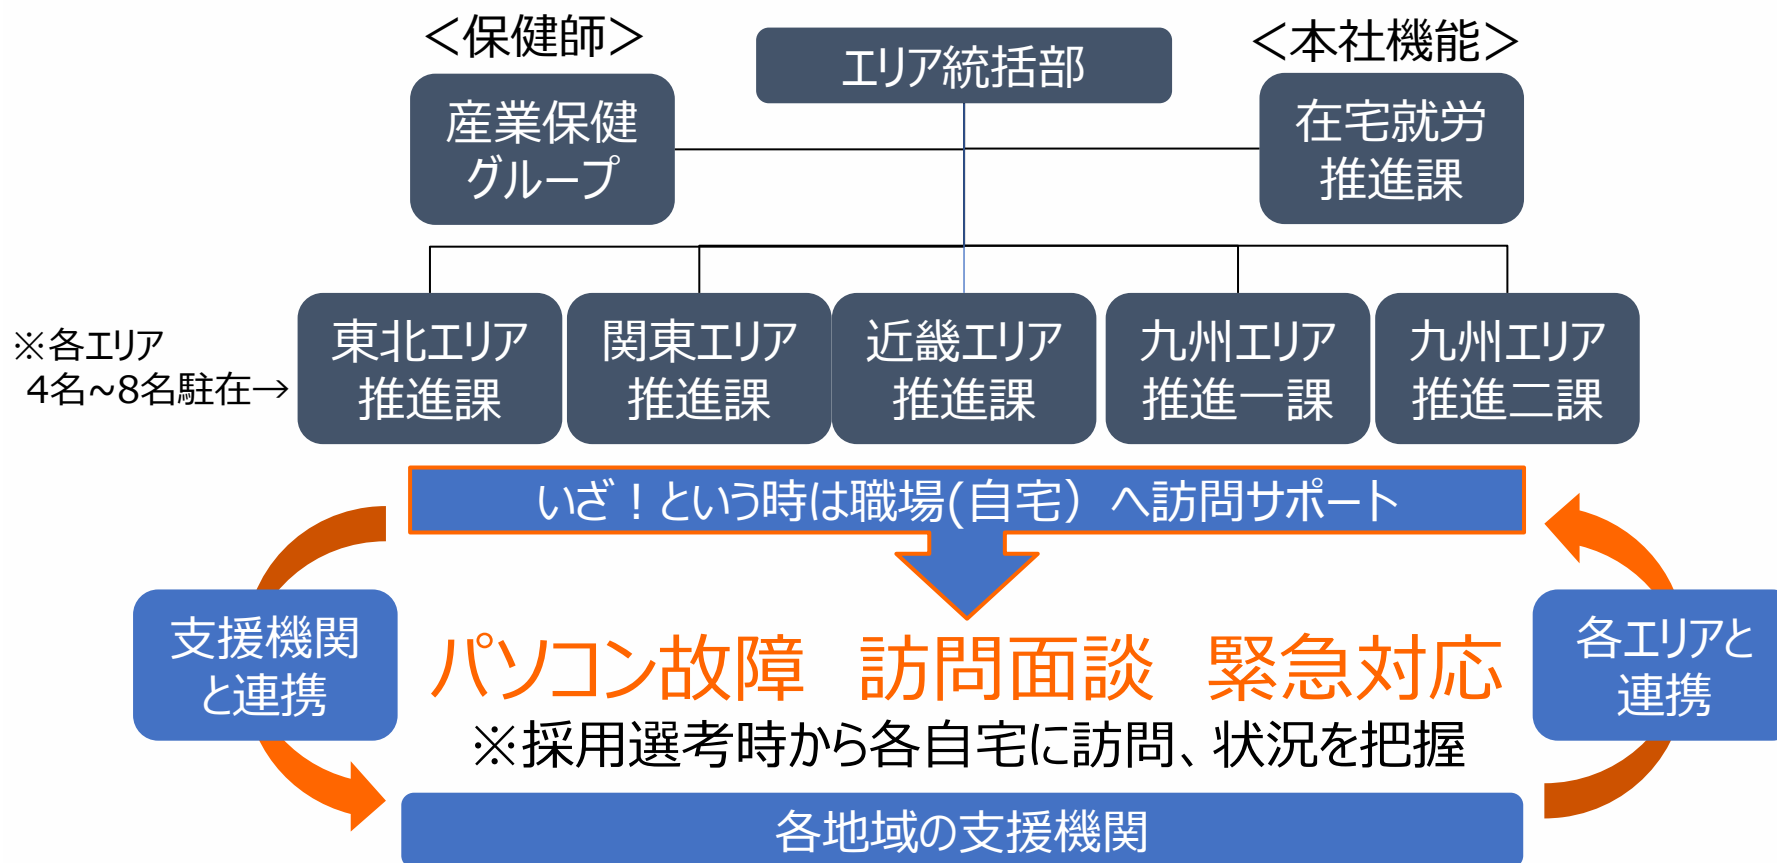 ＜保健師＞
エリア統括部
＜本社機能＞
産業保健
グループ
在宅就労
推進課
※各エリア
4名~8名駐在→
東北エリア
推進課
関東エリア
推進課
近畿エリア
推進課
九州エリア
推進一課
九州エリア
推進二課
いざ！という時は職場(自宅）へ訪問サポート
支援機関
と連携
パソコン故障　訪問面談　緊急対応
※採用選考時から各自宅に訪問、状況を把握
各エリアと
連携
各地域の支援機関